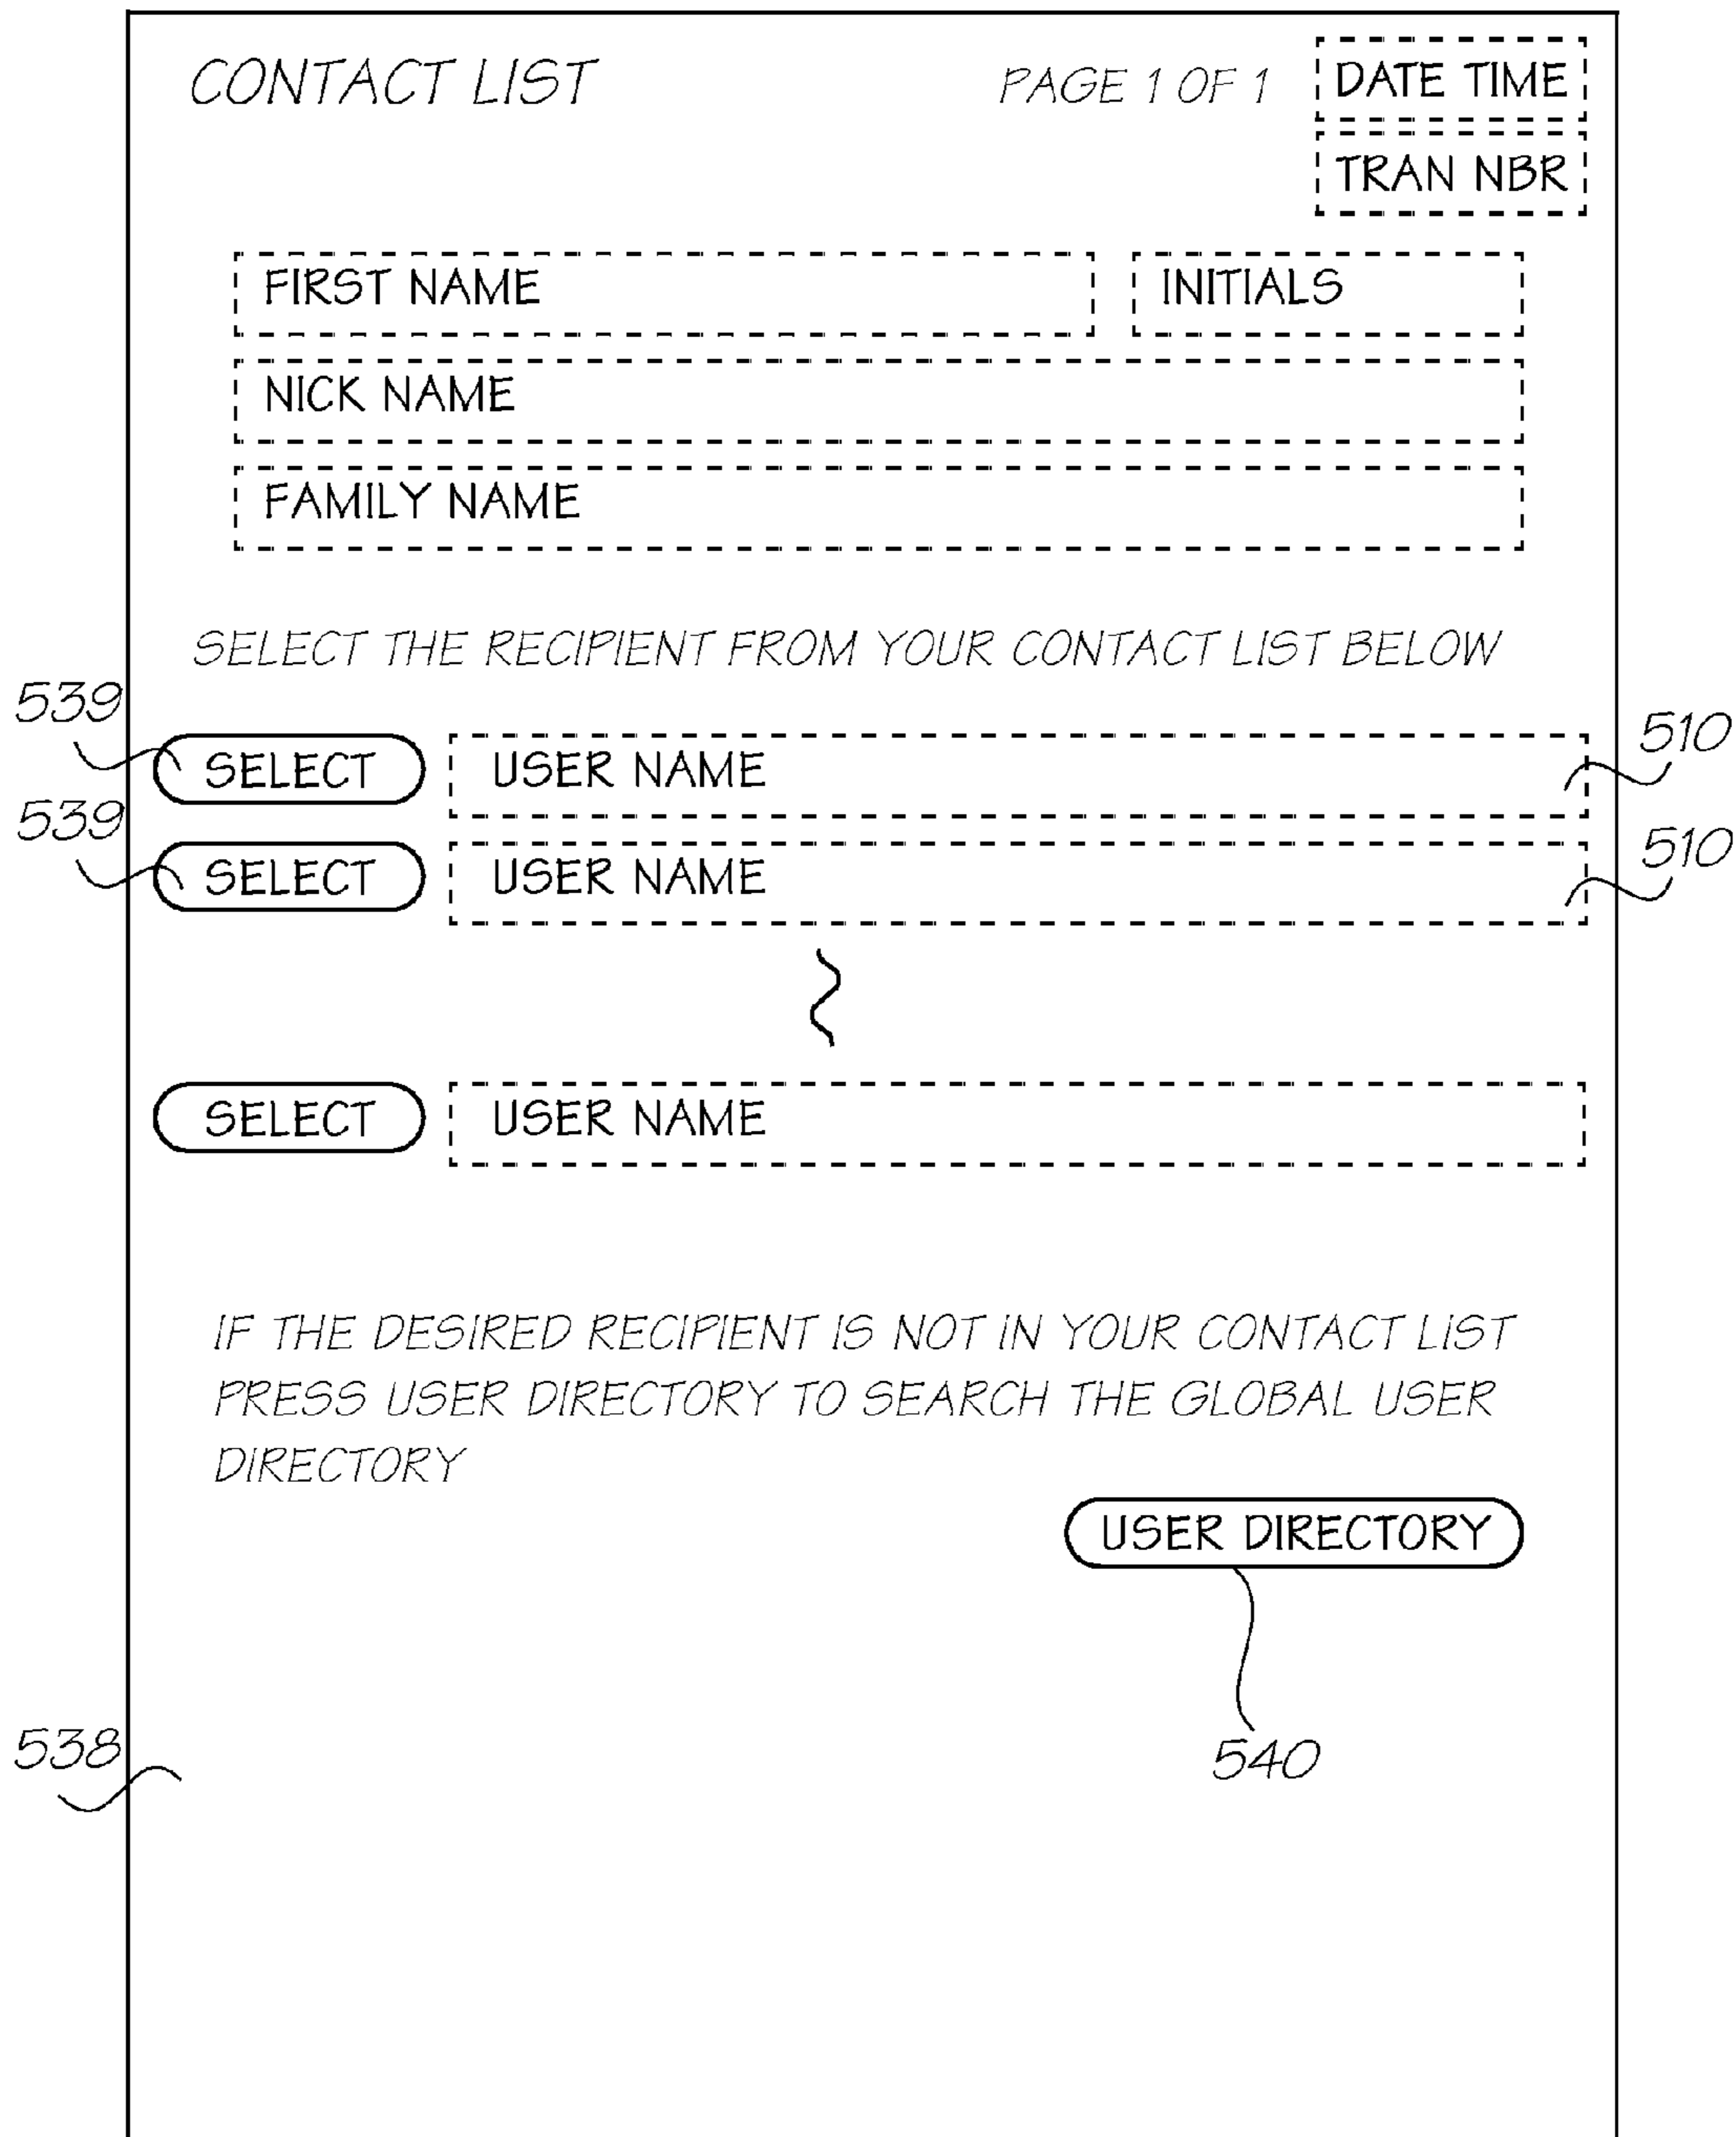 CONTACT LIST PAGE 1 OF 1 DATE TIME
TRAN NBR
FIRST NAME INITIALS
NICK NAME
FAMILY NAME
SELECT THE RECIPIENT FROM YOUR CONTACT LIST BELOW
539
510
SELECT USER NAME
539
510
SELECT USER NAME
SELECT USER NAME
IF THE DESIRED RECIPIENT IS NOT IN YOUR CONTACT LIST
PRESS USER DIRECTORY TO SEARCH THE GLOBAL USER
DIRECTORY
USER DIRECTORY
538
540